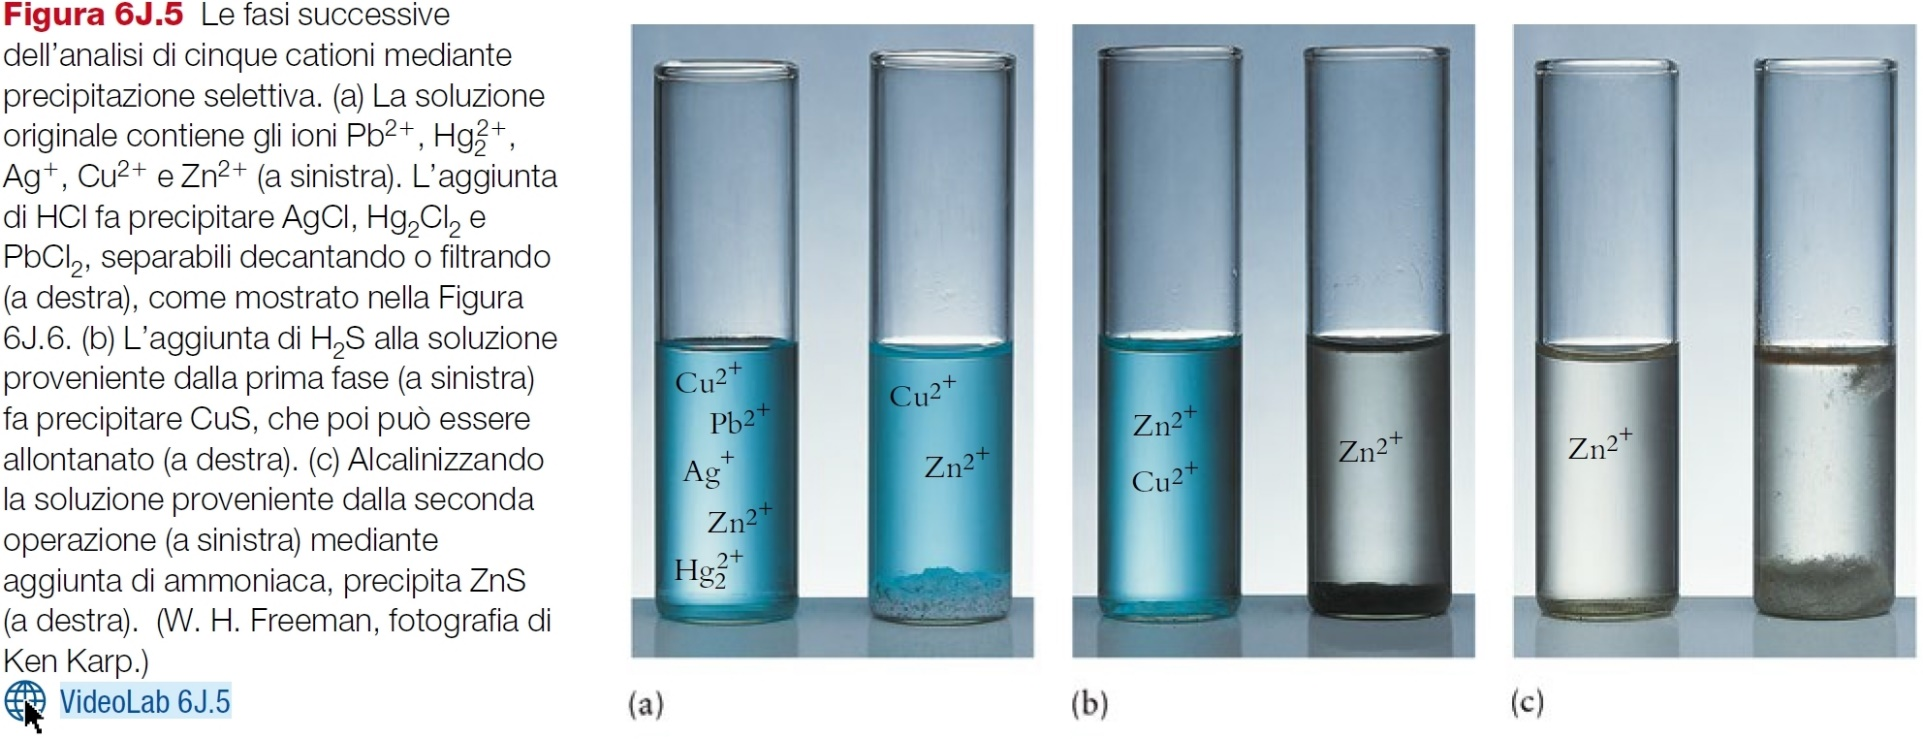 Figura 6J.5 Le fasi successive
dell'analisi di cinque cationi mediante
precipitazione selettiva. (a) La soluzione
originale contiene gli ioni Pb²⁺, Hg₂²⁺,
Ag⁺, Cu²⁺ e Zn²⁺ (a sinistra). L'aggiunta
di HCl fa precipitare AgCl, Hg₂Cl₂ e
PbCl₂, separabili decantando o filtrando
(a destra), come mostrato nella Figura
6J.6. (b) L'aggiunta di H₂S alla soluzione
proveniente dalla prima fase (a sinistra)
fa precipitare CuS, che poi può essere
allontanato (a destra). (c) Alcalinizzando
la soluzione proveniente dalla seconda
operazione (a sinistra) mediante
aggiunta di ammoniaca, precipita ZnS
(a destra). (W. H. Freeman, fotografia di
Ken Karp.)
VideoLab 6J.5
Cu²⁺
Pb²⁺
Ag⁺
Zn²⁺
Hg₂²⁺
Cu²⁺
Zn²⁺
(a)
Zn²⁺
Cu²⁺
Zn²⁺
(b)
Zn²⁺
(c)